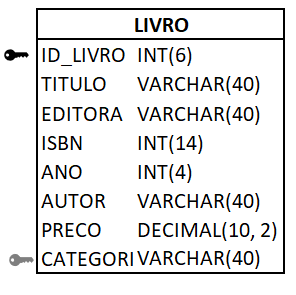 LIVRO
ID_LIVRO INT(6)
TITULO VARCHAR(40)
EDITORA VARCHAR(40)
ISBN INT(14)
ANO INT(4)
AUTOR VARCHAR(40)
PRECO DECIMAL(10, 2)
CATEGORI VARCHAR(40)